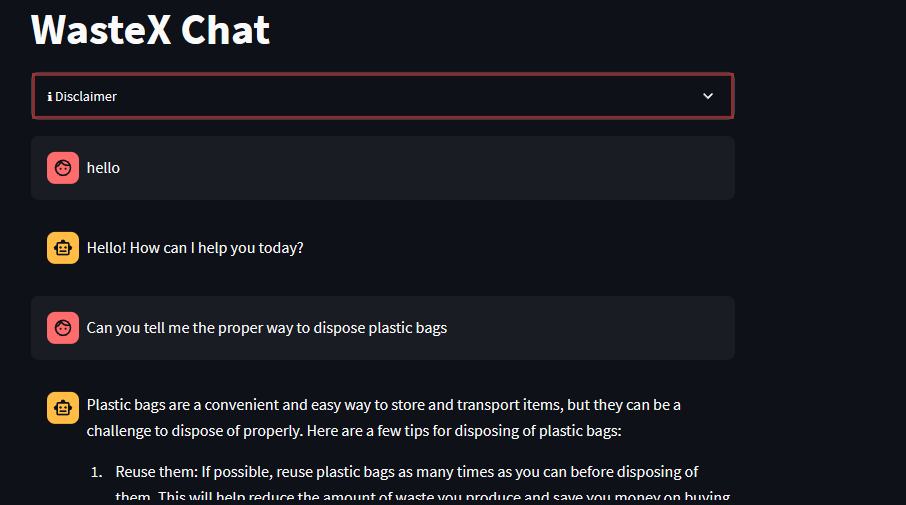 WasteX Chat
ℹ Disclaimer
hello
Hello! How can I help you today?
Can you tell me the proper way to dispose plastic bags
Plastic bags are a convenient and easy way to store and transport items, but they can be a
challenge to dispose of properly. Here are a few tips for disposing of plastic bags:
1. Reuse them: If possible, reuse plastic bags as many times as you can before disposing of
them. This will help reduce the amount of waste you produce and save you money on buying